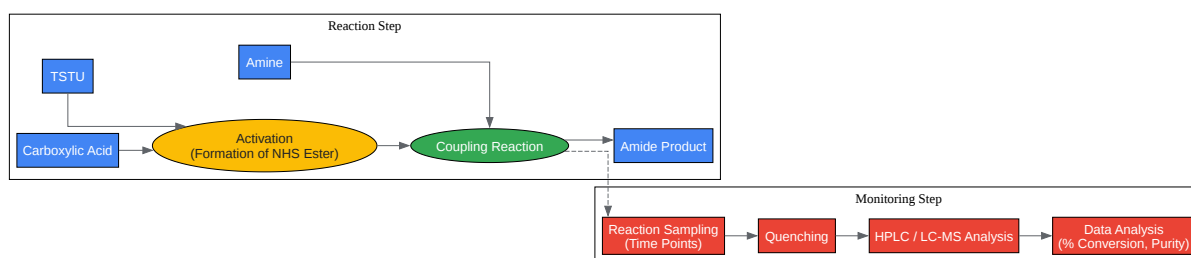 Reaction Step
Amine
TSTU
Activation
(Formation of NHS Ester)
Carboxylic Acid
Coupling Reaction
Amide Product
Monitoring Step
Reaction Sampling
(Time Points)
Quenching
HPLC / LC-MS Analysis
Data Analysis
(% Conversion, Purity)